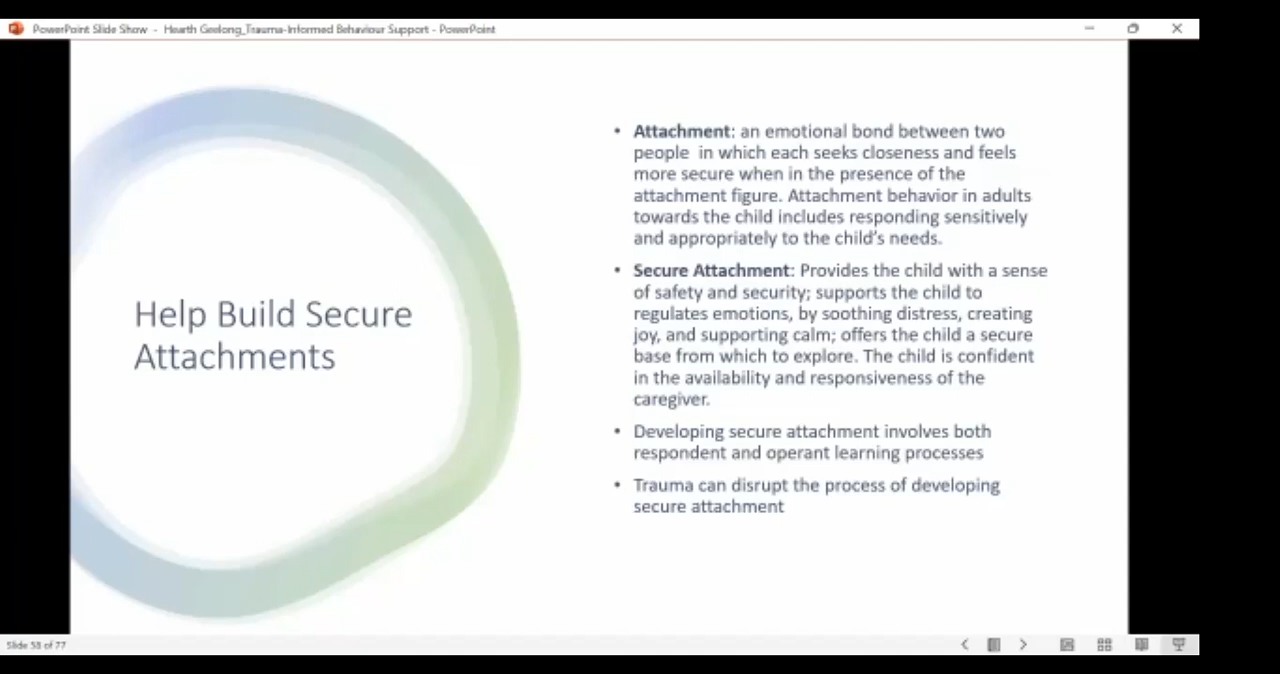 PowerPoint Slide Show - Hearth Geelong_Trauma-Informed Behaviour Support - PowerPoint
Help Build Secure
Attachments
• Attachment: an emotional bond between two
people in which each seeks closeness and feels
more secure when in the presence of the
attachment figure. Attachment behavior in adults
towards the child includes responding sensitively
and appropriately to the child's needs.
• Secure Attachment: Provides the child with a sense
of safety and security; supports the child to
regulates emotions, by soothing distress, creating
joy, and supporting calm; offers the child a secure
base from which to explore. The child is confident
in the availability and responsiveness of the
caregiver.
• Developing secure attachment involves both
respondent and operant learning processes
• Trauma can disrupt the process of developing
secure attachment
Slide 58 of 77